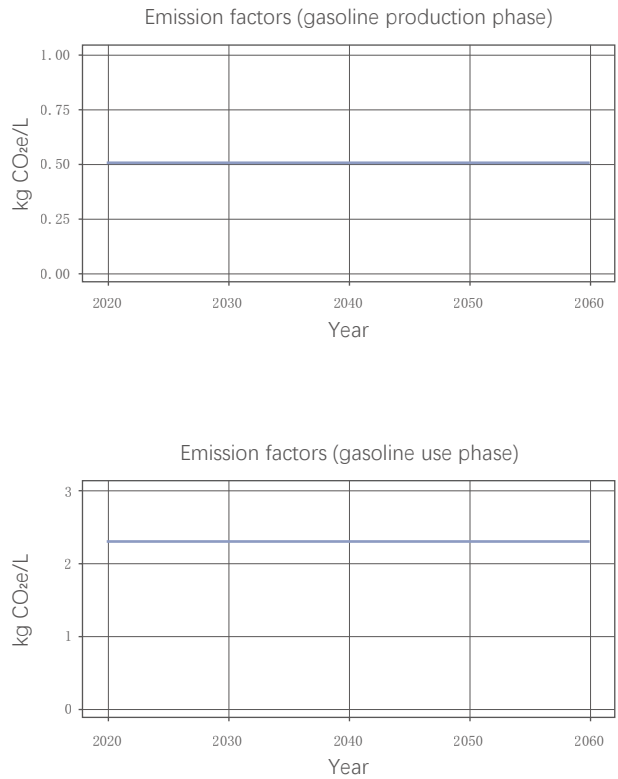 Emission factors (gasoline production phase)
1.00
0.75
0.50
0.25
0.00
kg CO₂e/L
2020 2030 2040 2050 2060
Year
Emission factors (gasoline use phase)
3
2
1
0
kg CO₂e/L
2020 2030 2040 2050 2060
Year